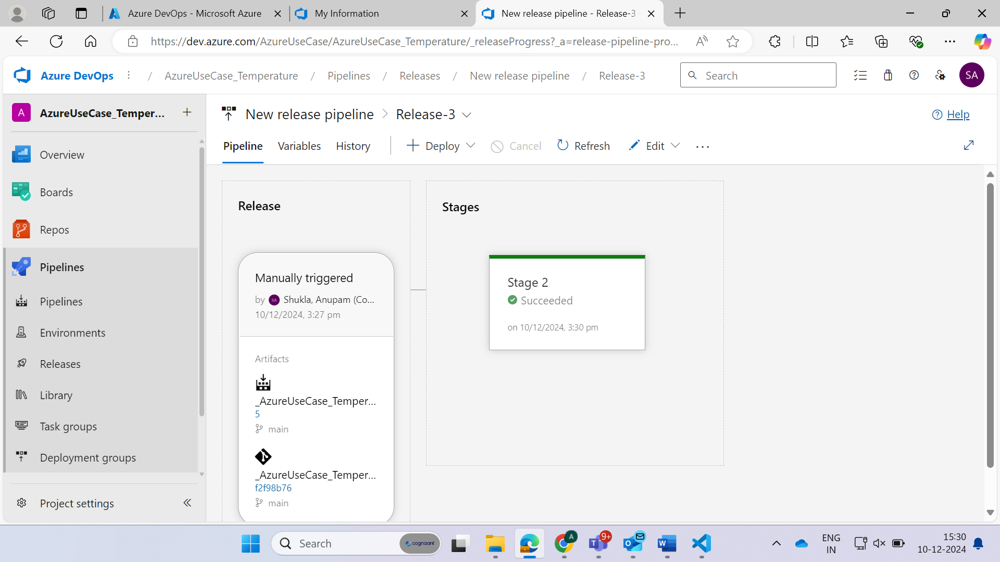 Azure DevOps - Microsoft Azure
My Information
New release pipeline - Release-3
https://dev.azure.com/AzureUseCase/AzureUseCase_Temperature/_releaseProgress?_a=release-pipeline-pro...
Azure DevOps / AzureUseCase_Temperature / Pipelines / Releases / New release pipeline / Release-3
Search
SA
A AzureUseCase_Temper...
New release pipeline > Release-3
Help
Pipeline Variables History Deploy Cancel Refresh Edit
Overview
Boards
Repos
Pipelines
Pipelines
Environments
Releases
Library
Task groups
Deployment groups
Project settings
Release
Manually triggered
by SA Shukla, Anupam (Co...
10/12/2024, 3:27 pm
Artifacts
_AzureUseCase_Temper...
5
main
_AzureUseCase_Temper...
f2f98b76
main
Stages
Stage 2
Succeeded
on 10/12/2024, 3:30 pm
Search
cognizant
A
9+
ENG
IN
15:30
10-12-2024